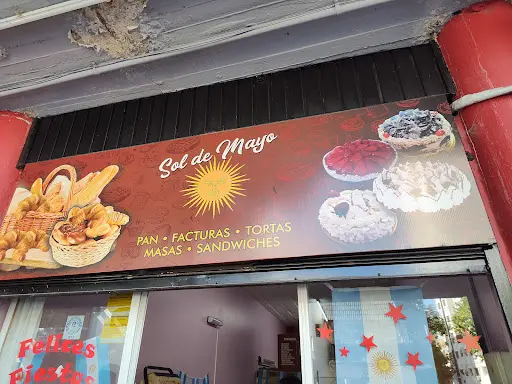 Sol de Mayo
PAN • FACTURAS • TORTAS
MASAS • SANDWICHES
Felices
Fiestas